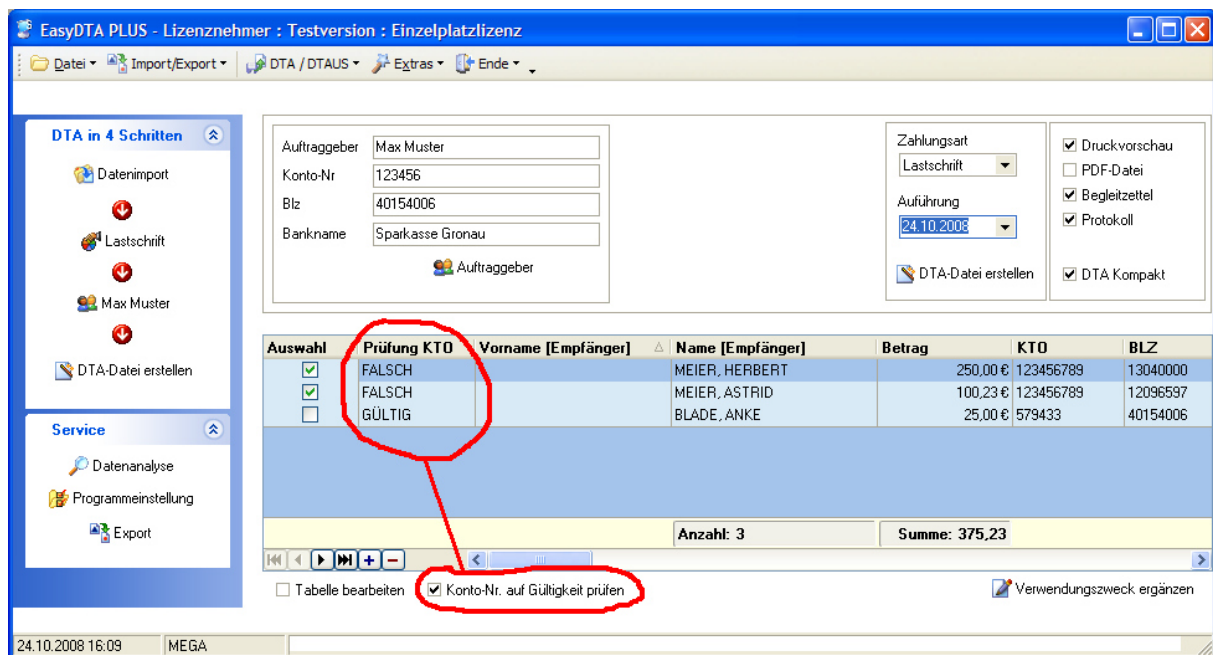 EasyDTA PLUS - Lizenznehmer : Testversion : Einzelplatzlizenz
Datei Import/Export DTA / DTAUS Extras Ende
DTA in 4 Schritten
Datenimport
Lastschrift
Max Muster
DTA-Datei erstellen
Service
Datenanalyse
Programmeinstellung
Export
Auftraggeber Max Muster
Konto-Nr 123456
Blz 40154006
Bankname Sparkasse Gronau
Auftraggeber
Zahlungsart
Lastschrift
Auführung
24.10.2008
DTA-Datei erstellen
Druckvorschau
PDF-Datei
Begleitzettel
Protokoll
DTA Kompakt
Auswahl Prüfung KTO Vorname [Empfänger] Name [Empfänger] Betrag KTO BLZ
FALSCH MEIER, HERBERT 250,00 € 123456789 13040000
FALSCH MEIER, ASTRID 100,23 € 123456789 12096597
GÜLTIG BLADE, ANKE 25,00 € 579433 40154006
Anzahl: 3 Summe: 375,23
Tabelle bearbeiten Konto-Nr. auf Gültigkeit prüfen Verwendungszweck ergänzen
24.10.2008 16:09 MEGA